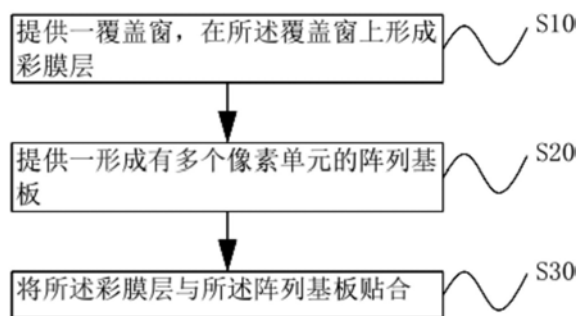 提供一覆盖窗，在所述覆盖窗上形成
彩膜层
S10
提供一形成有多个像素单元的阵列基
板
S20
将所述彩膜层与所述阵列基板贴合
S30